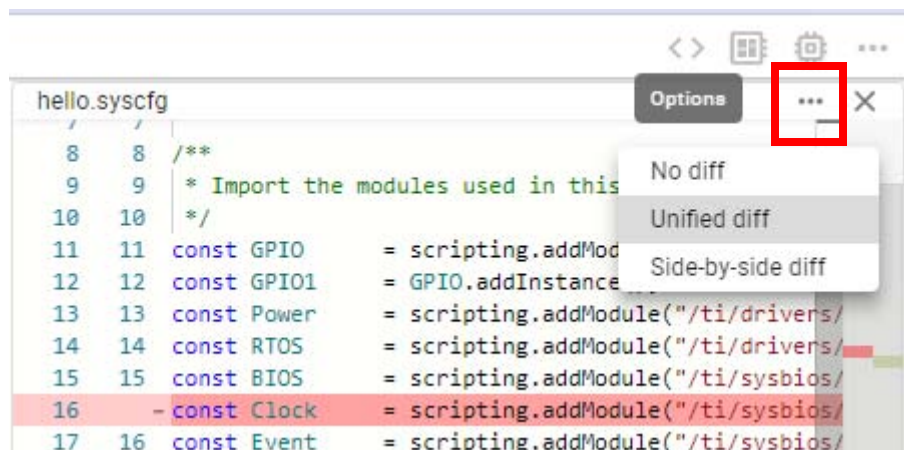 < >
hello.syscfg
Options
No diff
Unified diff
Side-by-side diff
7 7
8 8 /**
9 9 * Import the modules used in this
10 10 */
11 11 const GPIO = scripting.addMod
12 12 const GPIO1 = GPIO.addInstance
13 13 const Power = scripting.addModule("/ti/drivers/
14 14 const RTOS = scripting.addModule("/ti/drivers/
15 15 const BIOS = scripting.addModule("/ti/sysbios/
16 - const Clock = scripting.addModule("/ti/sysbios/
17 16 const Event = scripting.addModule("/ti/sysbios/